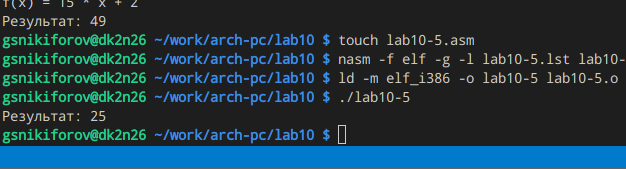 f(x) = 15 * x + 2
Результат: 49
gsnikiforov@dk2n26 ~/work/arch-pc/lab10 $ touch lab10-5.asm
gsnikiforov@dk2n26 ~/work/arch-pc/lab10 $ nasm -f elf -g -l lab10-5.lst lab10-
gsnikiforov@dk2n26 ~/work/arch-pc/lab10 $ ld -m elf_i386 -o lab10-5 lab10-5.o
gsnikiforov@dk2n26 ~/work/arch-pc/lab10 $ ./lab10-5
Результат: 25
gsnikiforov@dk2n26 ~/work/arch-pc/lab10 $